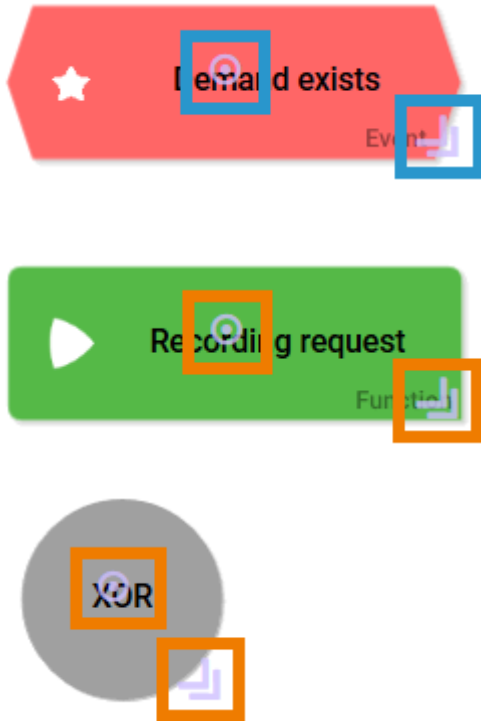 Demand exists
Event
Recording request
Function
XOR